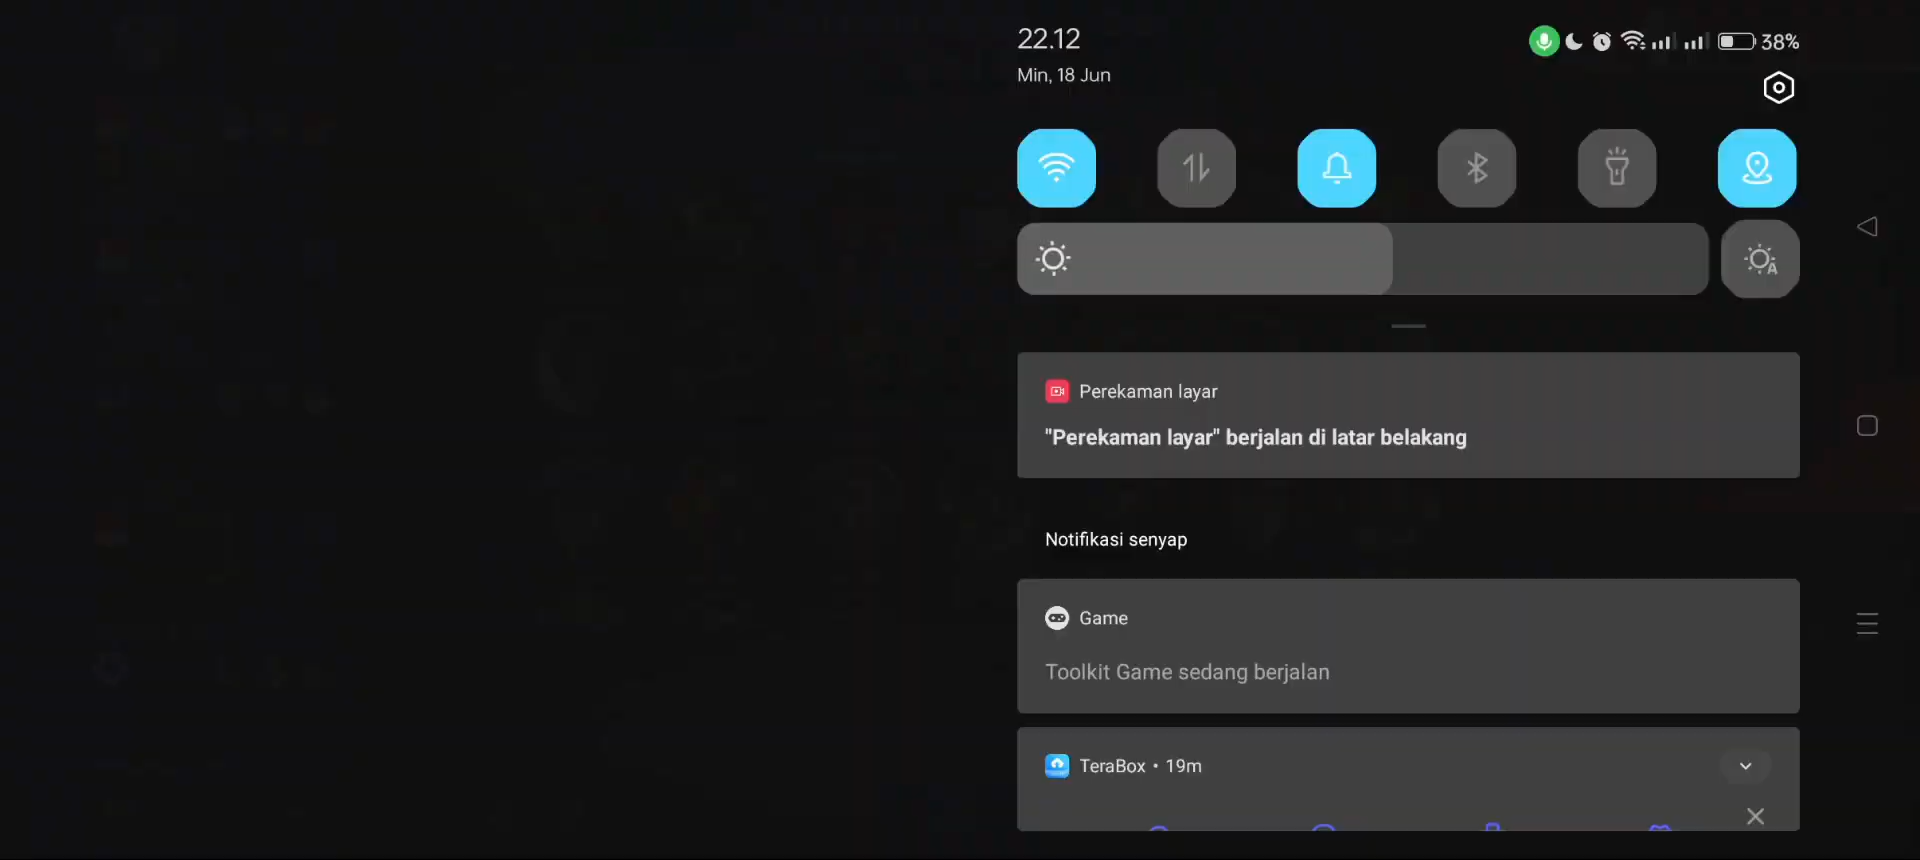 22.12
38%
Min, 18 Jun
A
Perekaman layar
"Perekaman layar" berjalan di latar belakang
Notifikasi senyap
Game
Toolkit Game sedang berjalan
TeraBox • 19m